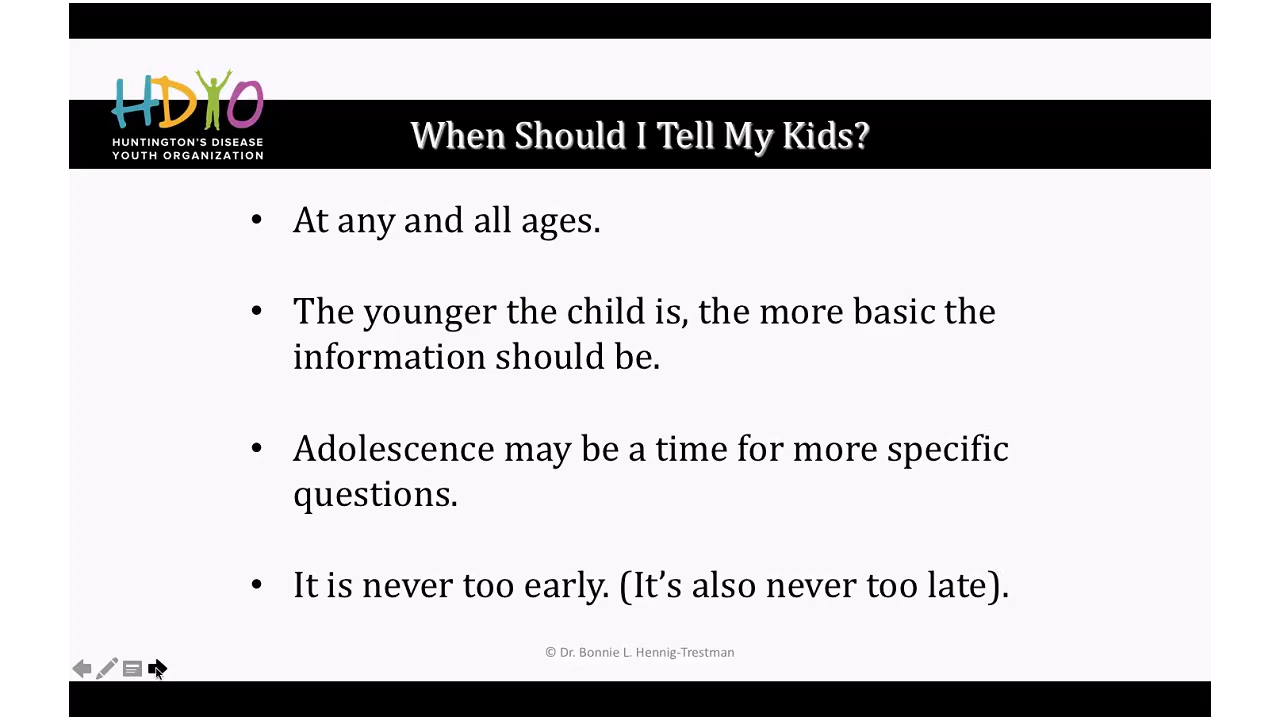 HDYO
HUNTINGTON'S DISEASE
YOUTH ORGANIZATION
When Should I Tell My Kids?
• At any and all ages.
• The younger the child is, the more basic the
information should be.
• Adolescence may be a time for more specific
questions.
• It is never too early. (It’s also never too late).
© Dr. Bonnie L. Hennig-Trestman